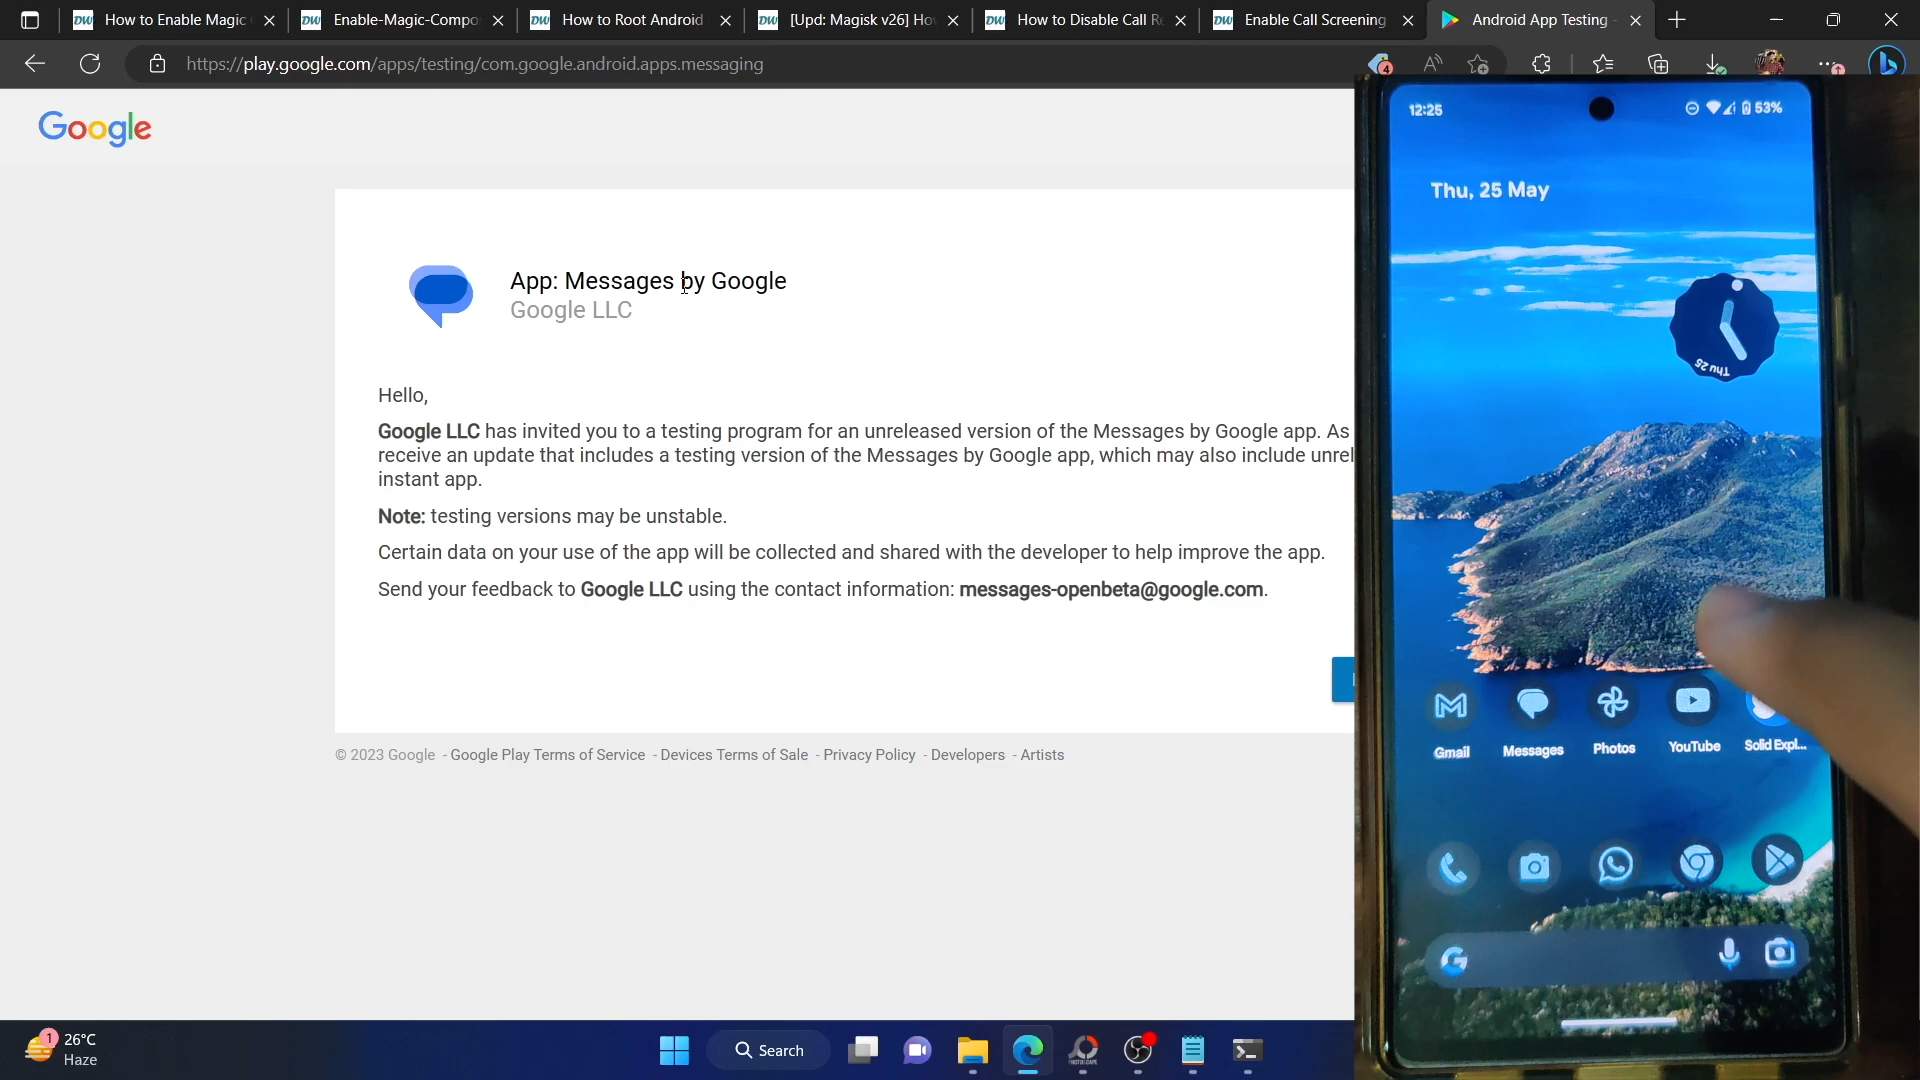 How to Enable Magic
Enable-Magic-Compo
How to Root Android
[Upd: Magisk v26] Ho
How to Disable Call Re
Enable Call Screening
Android App Testing -
https://play.google.com/apps/testing/com.google.android.apps.messaging
4
Google
App: Messages by Google
Google LLC
Hello,
Google LLC has invited you to a testing program for an unreleased version of the Messages by Google app. As
receive an update that includes a testing version of the Messages by Google app, which may also include unrel
instant app.
Note: testing versions may be unstable.
Certain data on your use of the app will be collected and shared with the developer to help improve the app.
Send your feedback to Google LLC using the contact information: messages-openbeta@google.com.
© 2023 Google - Google Play Terms of Service - Devices Terms of Sale - Privacy Policy - Developers - Artists
12:25
53%
Thu, 25 May
Thu 25
Gmail
Messages
Photos
YouTube
Solid Expl...
1
26°C
Haze
Search